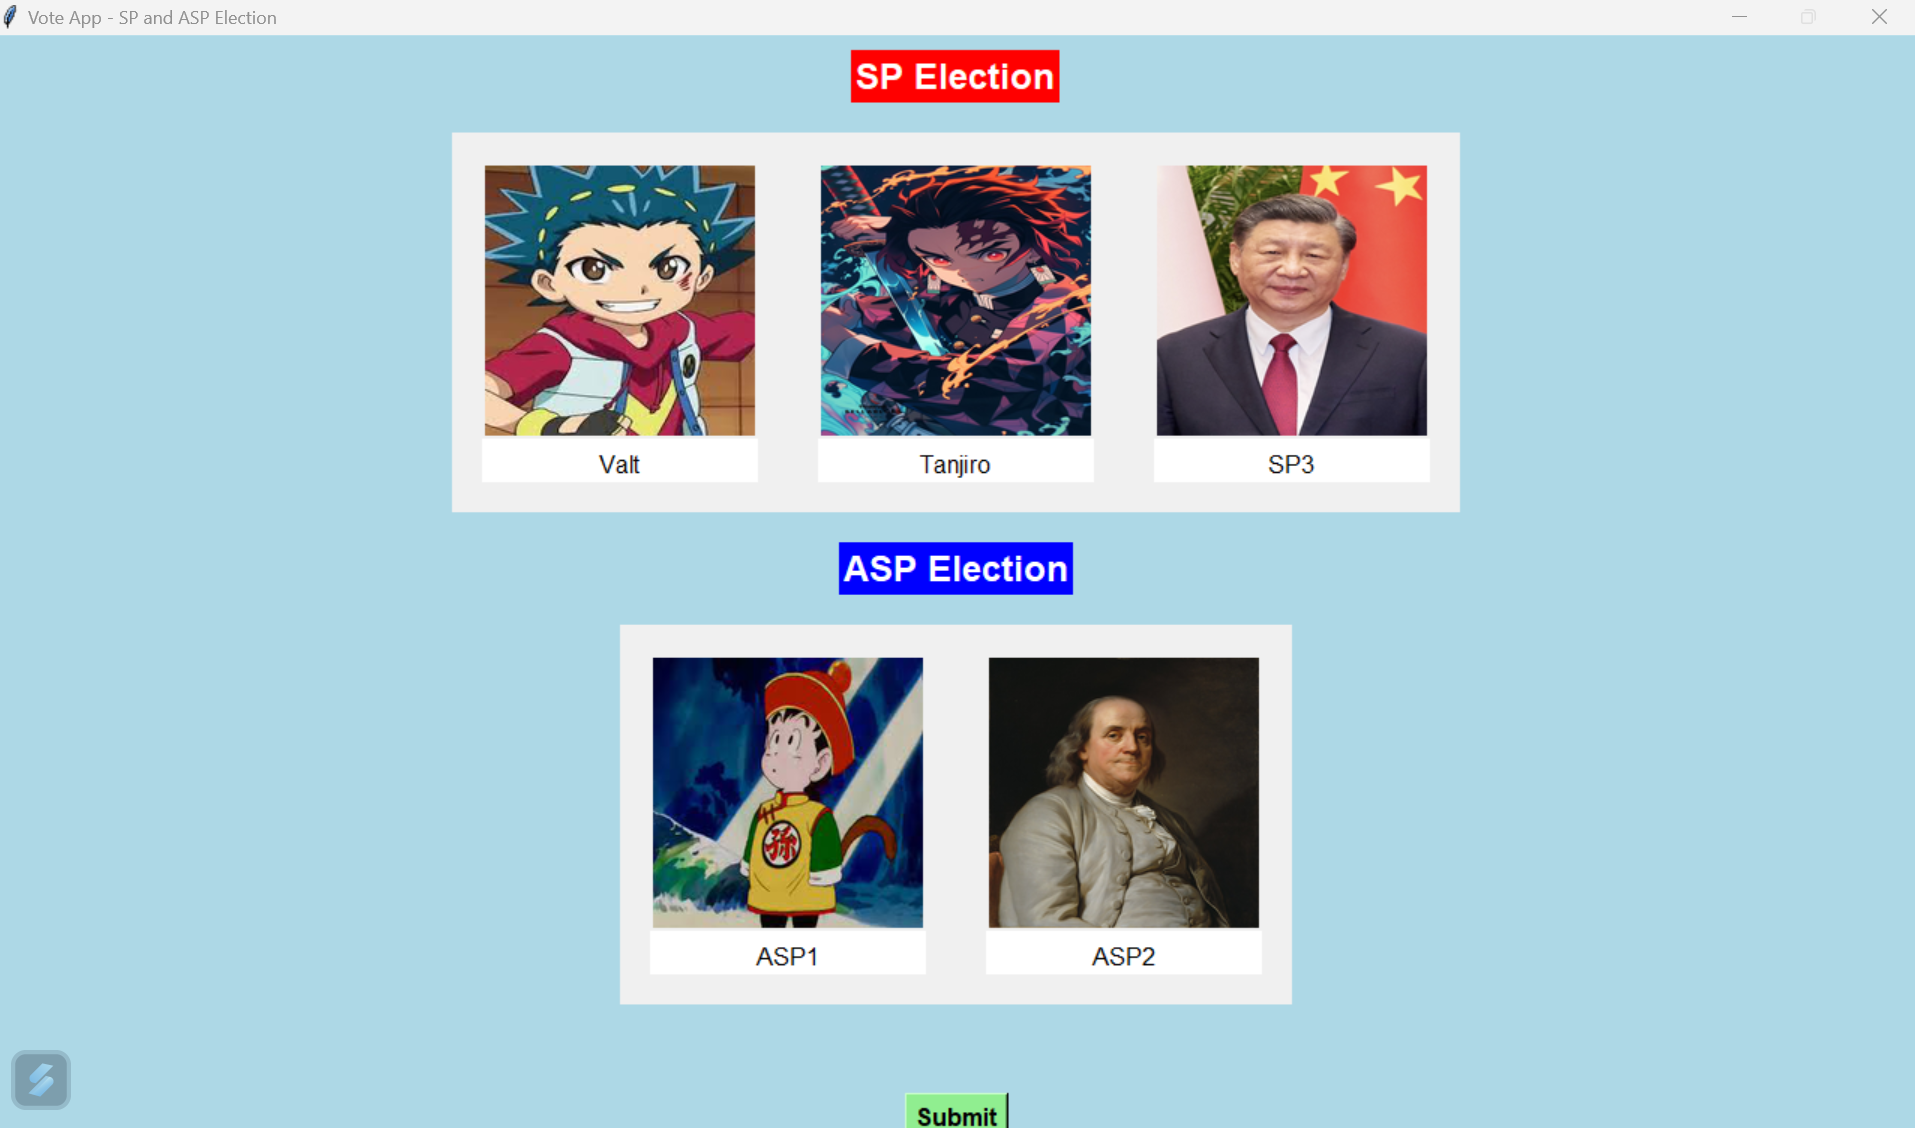 Vote App - SP and ASP Election
SP Election
Valt
Tanjiro
SP3
ASP Election
孫
ASP1
ASP2
Submit